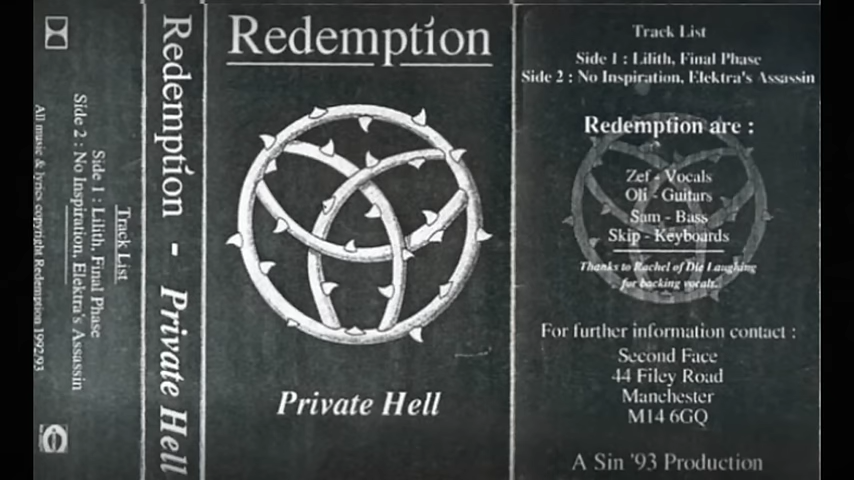 Track List
Side 1 : Lilith, Final Phase
Side 2 : No Inspiration, Elektra's Assassin
All music & lyrics copyright Redemption 1992/93
Redemption - Private Hell
Redemption
Private Hell
Track List
Side 1 : Lilith, Final Phase
Side 2 : No Inspiration, Elektra's Assassin
Redemption are :
Zef - Vocals
Oli - Guitars
Sam - Bass
Skip - Keyboards
Thanks to Rachel of Die Laughing
for backing vocals.
For further information contact :
Second Face
44 Filey Road
Manchester
M14 6GQ
A Sin '93 Production